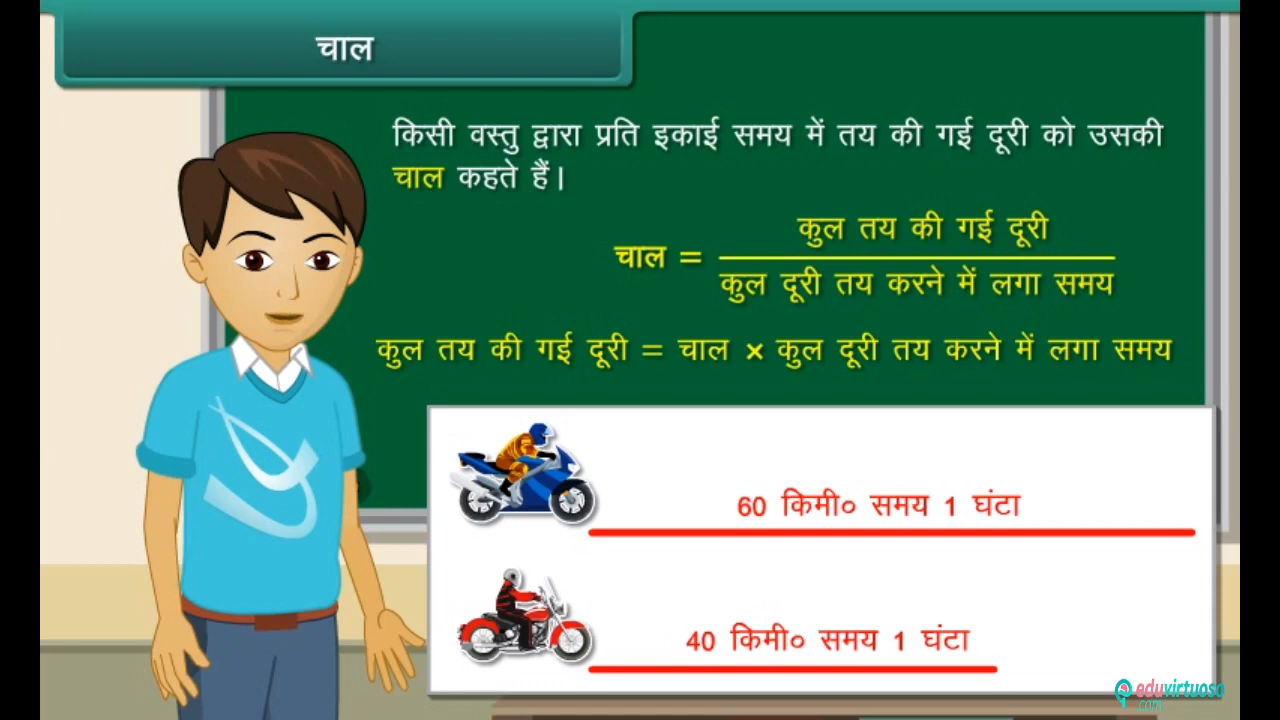 चाल
किसी वस्तु द्वारा प्रति इकाई समय में तय की गई दूरी को उसकी
चाल कहते हैं।
चाल = कुल तय की गई दूरी
कुल दूरी तय करने में लगा समय
कुल तय की गई दूरी = चाल × कुल दूरी तय करने में लगा समय
60 किमी० समय 1 घंटा
40 किमी० समय 1 घंटा
eduvirtuoso
.com